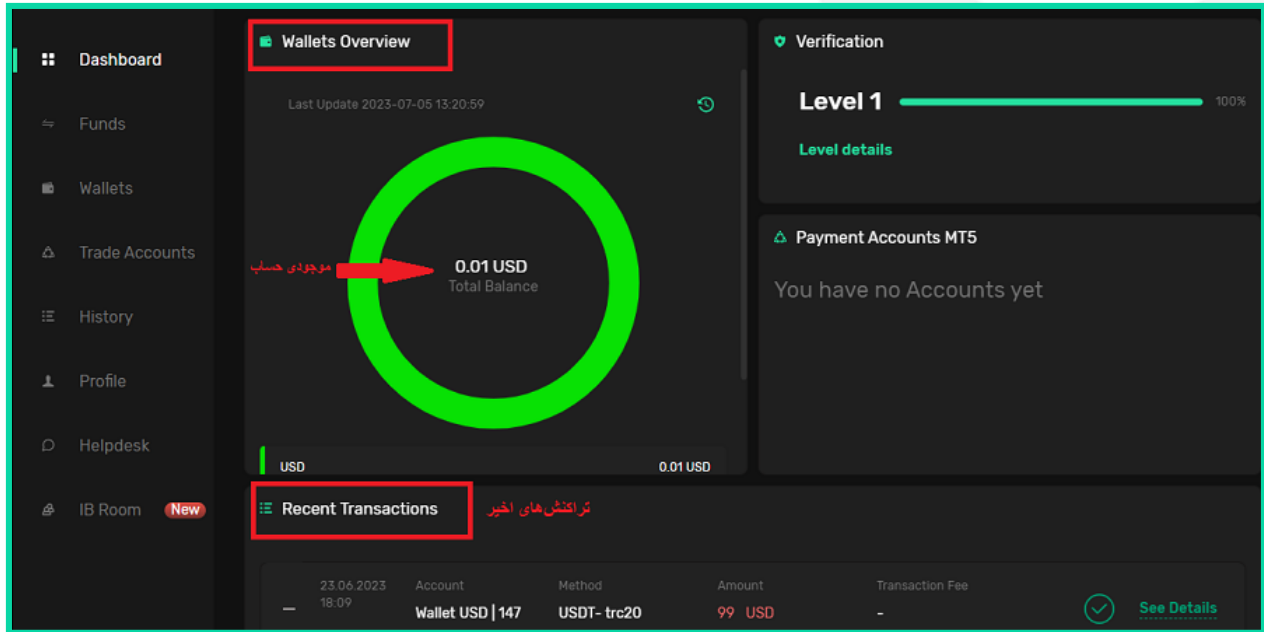 Dashboard
Funds
Wallets
Trade Accounts
History
Profile
Helpdesk
IB Room New
Wallets Overview
Last Update 2023-07-05 13:20:59
موجودی حساب
0.01 USD
Total Balance
USD 0.01 USD
Verification
Level 1 100%
Level details
Payment Accounts MT5
You have no Accounts yet
Recent Transactions تراکنش‌های اخیر
23.06.2023 Account Method Amount Transaction Fee
18:09 Wallet USD | 147 USDT- trc20 99 USD - See Details